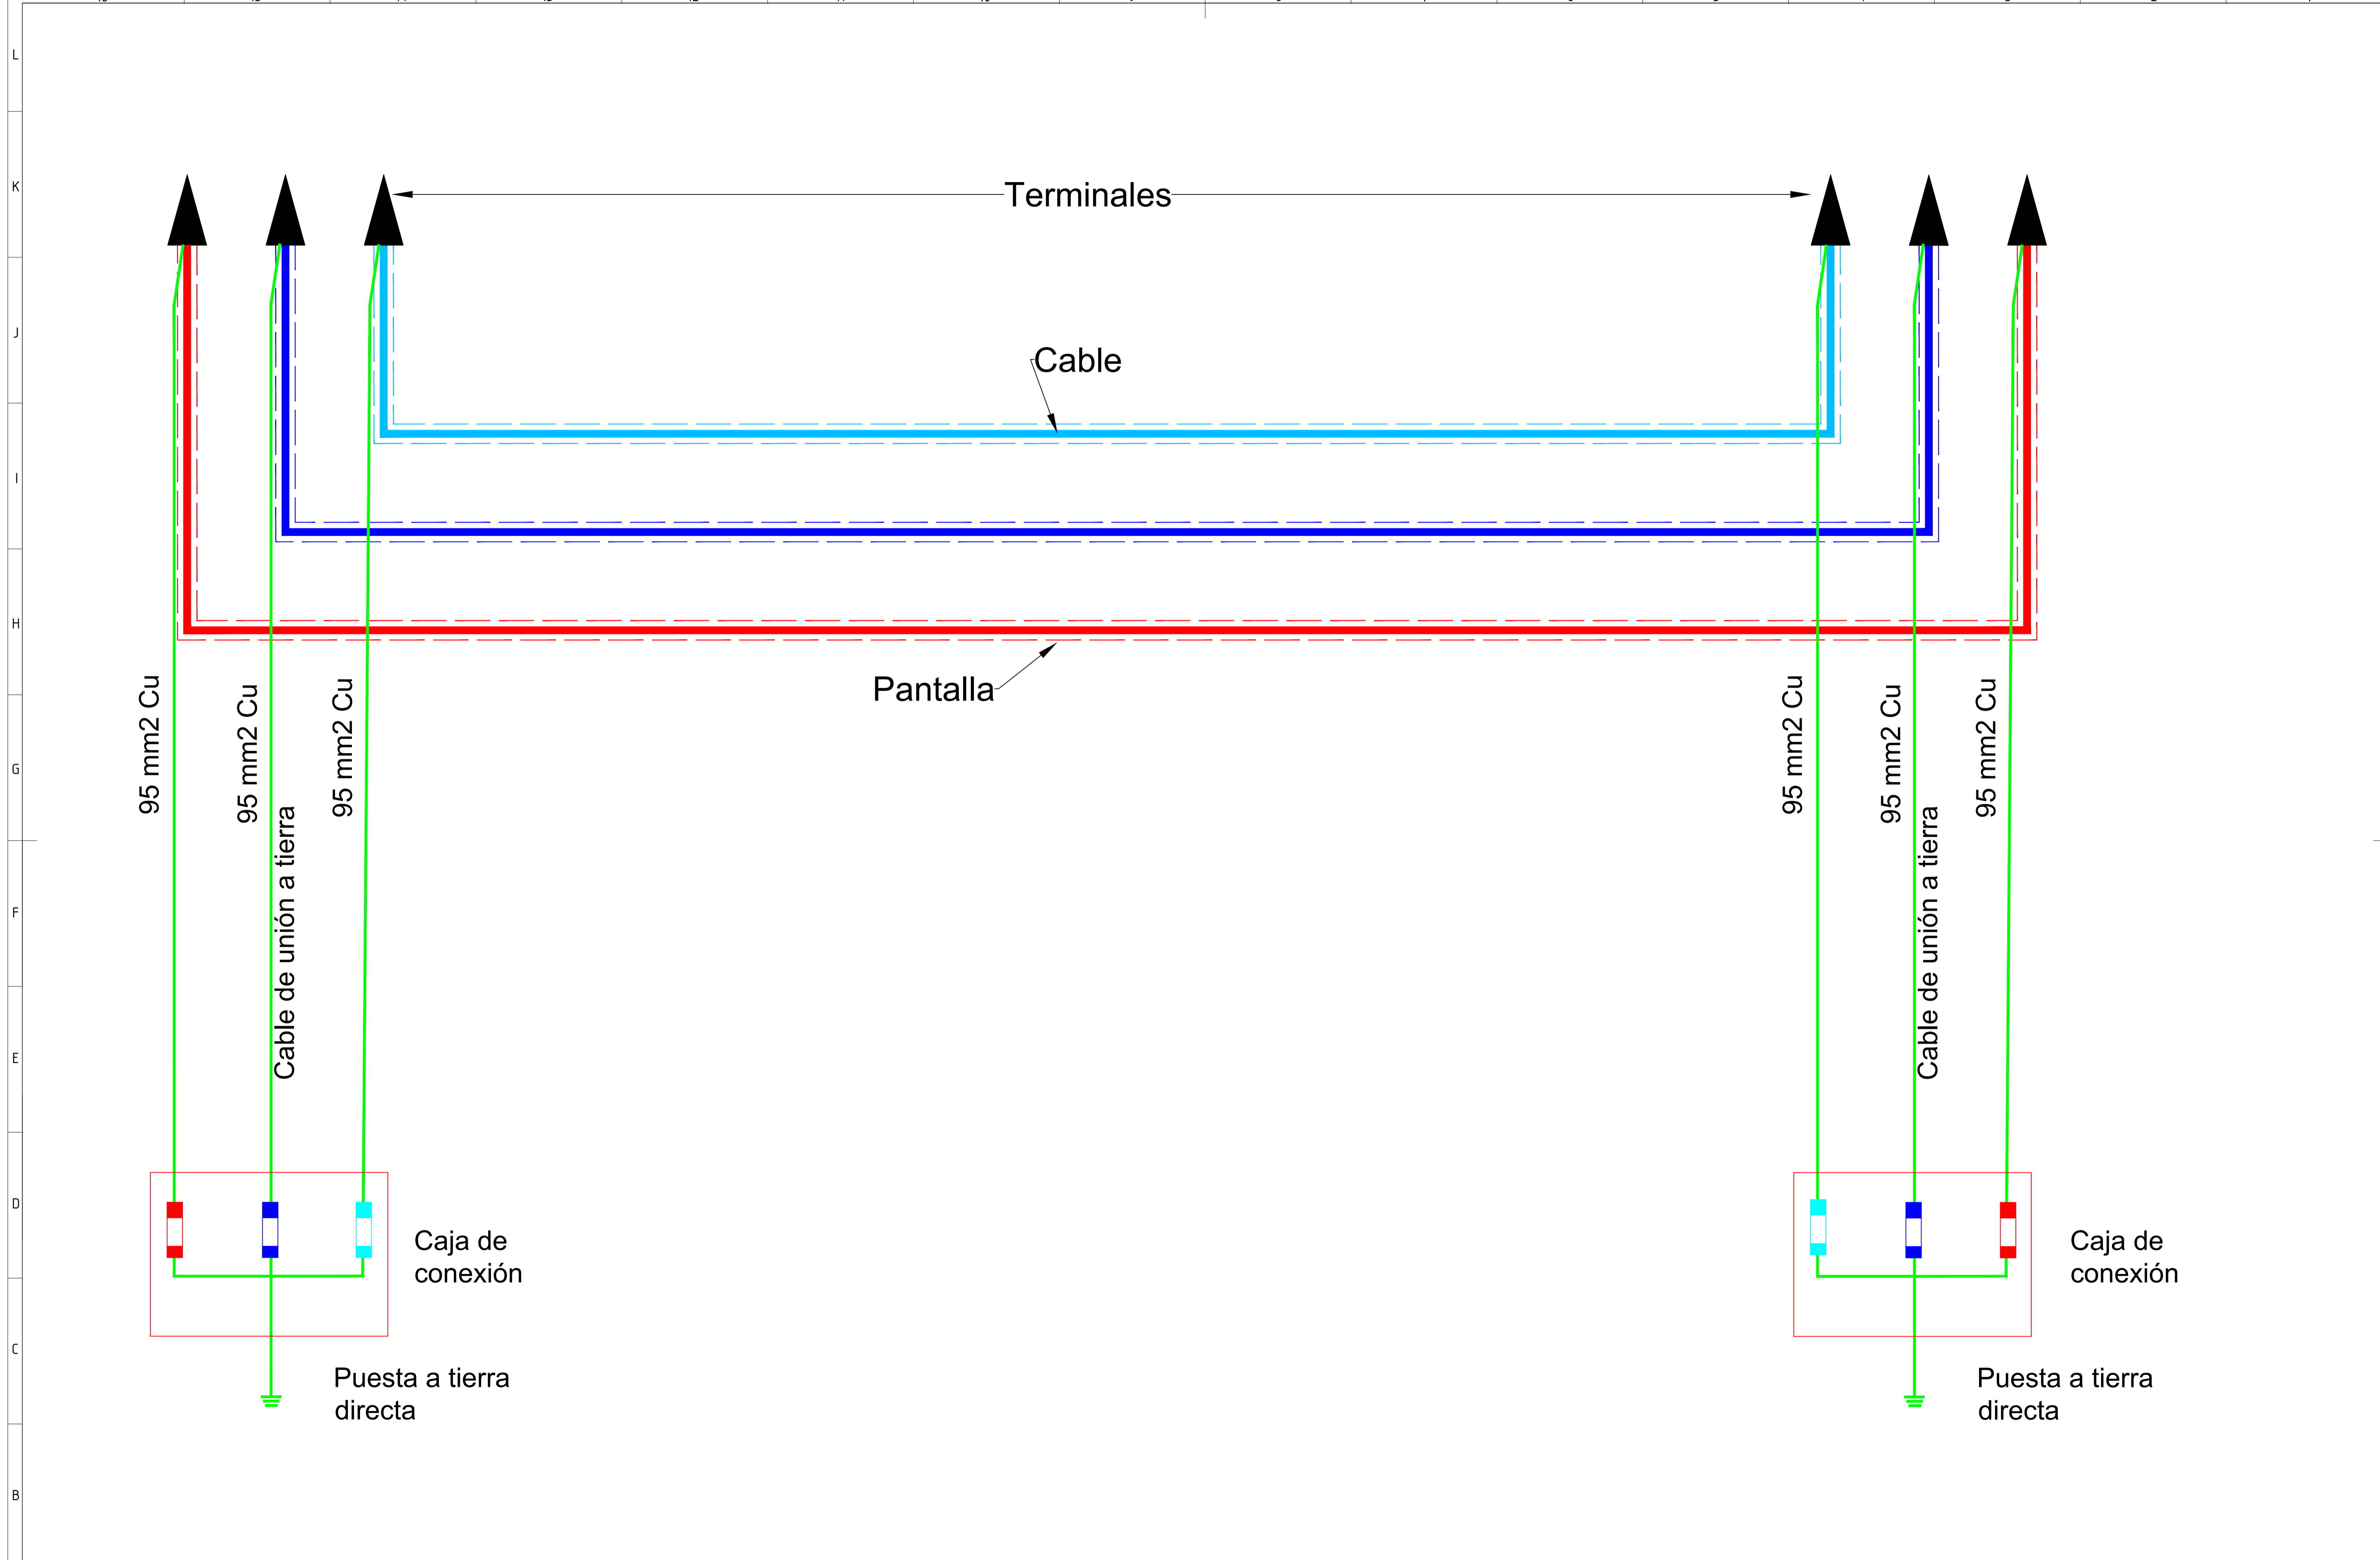 L
K
Terminales
J
Cable
I
H
Pantalla
95 mm2 Cu
95 mm2 Cu
95 mm2 Cu
95 mm2 Cu
95 mm2 Cu
95 mm2 Cu
G
Cable de unión a tierra
Cable de unión a tierra
F
E
D
Caja de
conexión
Caja de
conexión
C
Puesta a tierra
directa
Puesta a tierra
directa
B